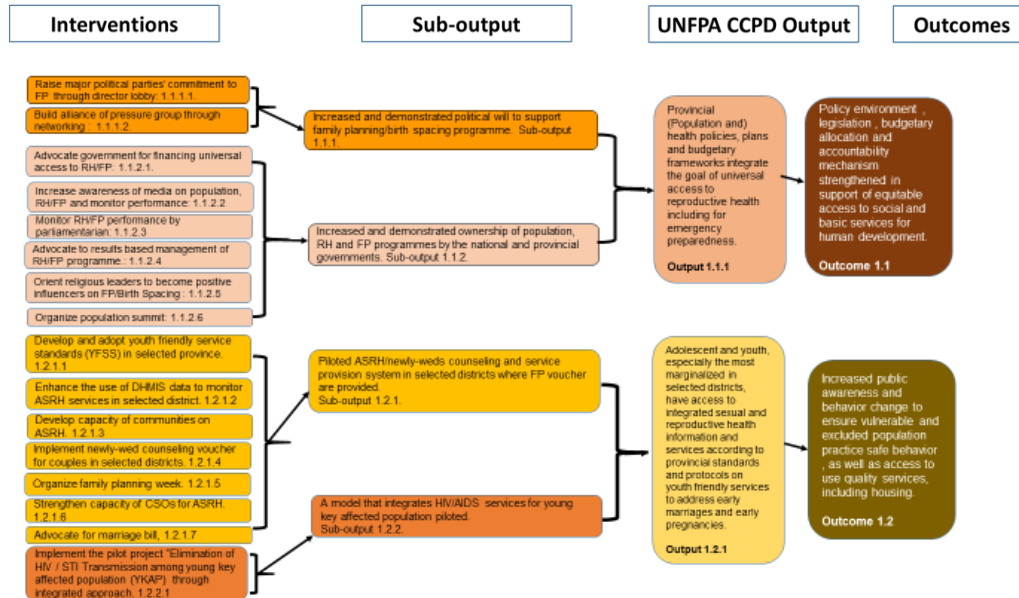 Interventions
Sub-output
UNFPA CCPD Output
Outcomes
Raise major political parties' commitment to
FP through director lobby: 1.1.1.1.
Build alliance of pressure group through
networking : 1.1.1.2.
Advocate government for financing universal
access to RH/FP: 1.1.2.1.
Increase awareness of media on population,
RH/FP and monitor performance: 1.1.2.2
Monitor RH/FP performance by
parliamentarian: 1.1.2.3
Advocate to results based management of
RH/FP programme.: 1.1.2.4
Orient religious leaders to become positive
influencers on FP/Birth Spacing : 1.1.2.5
Organize population summit: 1.1.2.6
Develop and adopt youth friendly service
standards (YFSS) in selected province.
1.2.1.1
Enhance the use of DHMIS data to monitor
ASRH services in selected district. 1.2.1.2
Develop capacity of communities on
ASRH. 1.2.1.3
Implement newly-wed counseling voucher
for couples in selected districts. 1.2.1.4
Organize family planning week. 1.2.1.5
Strengthen capacity of CSOs for ASRH.
1.2.1.6
Advocate for marriage bill, 1.2.1.7
Implement the pilot project "Elimination of
HIV / STI Transmission among young key
affected population (YKAP) through
integrated approach. 1.2.2.1
Increased and demonstrated political will to support
family planning/birth spacing programme. Sub-output
1.1.1.
Increased and demonstrated ownership of population,
RH and FP programmes by the national and provincial
governments. Sub-output 1.1.2.
Piloted ASRH/newly-weds counseling and service
provision system in selected districts where FP voucher
are provided.
Sub-output 1.2.1.
A model that integrates HIV/AIDS services for young
key affected population piloted.
Sub-output 1.2.2.
Provincial
(Population and)
health policies, plans
and budgetary
frameworks integrate
the goal of universal
access to
reproductive health
including for
emergency
preparedness.
Output 1.1.1
Adolescent and youth,
especially the most
marginalized in
selected districts,
have access to
integrated sexual and
reproductive health
information and
services according to
provincial standards
and protocols on
youth friendly services
to address early
marriages and early
pregnancies.
Output 1.2.1
Policy environment ,
legislation , budgetary
allocation and
accountability
mechanism
strengthened in
support of equitable
access to social and
basic services for
human development.
Outcome 1.1
Increased public
awareness and
behavior change to
ensure vulnerable and
excluded population
practice safe behavior
, as well as access to
use quality services,
including housing.
Outcome 1.2